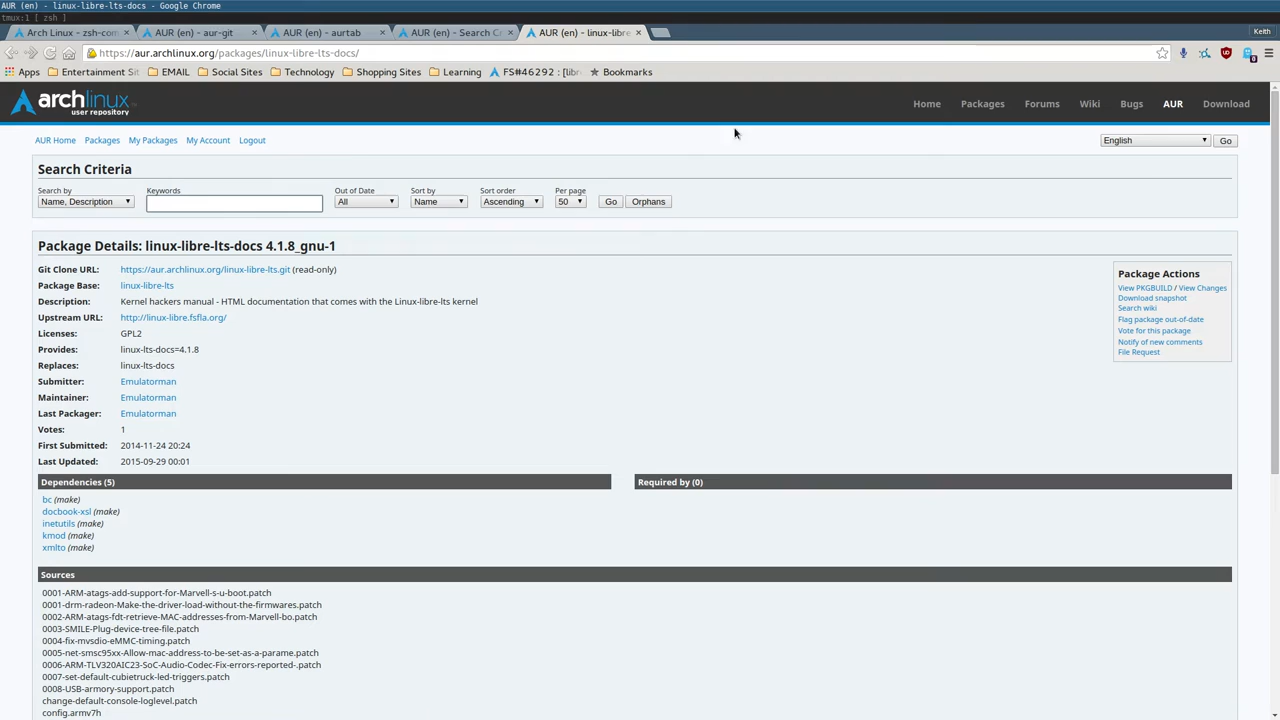 AUR (en) - linux-libre-lts-docs - Google Chrome
tmux:1 [ zsh ]
Arch Linux - zsh-com × AUR (en) - aur-git × AUR (en) - aurtab × AUR (en) - Search Cr × AUR (en) - linux-libre × Keith
https://aur.archlinux.org/packages/linux-libre-lts-docs/
Apps Entertainment Sit EMAIL Social Sites Technology Shopping Sites Learning FS#46292 : [libr Bookmarks
archlinux
user repository
Home Packages Forums Wiki Bugs AUR Download
AUR Home Packages My Packages My Account Logout English Go
Search Criteria
Search by Keywords Out of Date Sort by Sort order Per page
Name, Description All Name Ascending 50 Go Orphans
Package Details: linux-libre-lts-docs 4.1.8_gnu-1
Git Clone URL: https://aur.archlinux.org/linux-libre-lts.git (read-only)
Package Base: linux-libre-lts
Description: Kernel hackers manual - HTML documentation that comes with the Linux-libre-lts kernel
Upstream URL: http://linux-libre.fsfla.org/
Licenses: GPL2
Provides: linux-lts-docs=4.1.8
Replaces: linux-lts-docs
Submitter: Emulatorman
Maintainer: Emulatorman
Last Packager: Emulatorman
Votes: 1
First Submitted: 2014-11-24 20:24
Last Updated: 2015-09-29 00:01
Package Actions
View PKGBUILD / View Changes
Download snapshot
Search wiki
Flag package out-of-date
Vote for this package
Notify of new comments
File Request
Dependencies (5)
bc (make)
docbook-xsl (make)
inetutils (make)
kmod (make)
xmlto (make)
Required by (0)
Sources
0001-ARM-atags-add-support-for-Marvell-s-u-boot.patch
0001-drm-radeon-Make-the-driver-load-without-the-firmwares.patch
0002-ARM-atags-fdt-retrieve-MAC-addresses-from-Marvell-bo.patch
0003-SMILE-Plug-device-tree-file.patch
0004-fix-mvsdio-eMMC-timing.patch
0005-net-smsc95xx-Allow-mac-address-to-be-set-as-a-parame.patch
0006-ARM-TLV320AIC23-SoC-Audio-Codec-Fix-errors-reported-.patch
0007-set-default-cubietruck-led-triggers.patch
0008-USB-armory-support.patch
change-default-console-loglevel.patch
config.armv7h